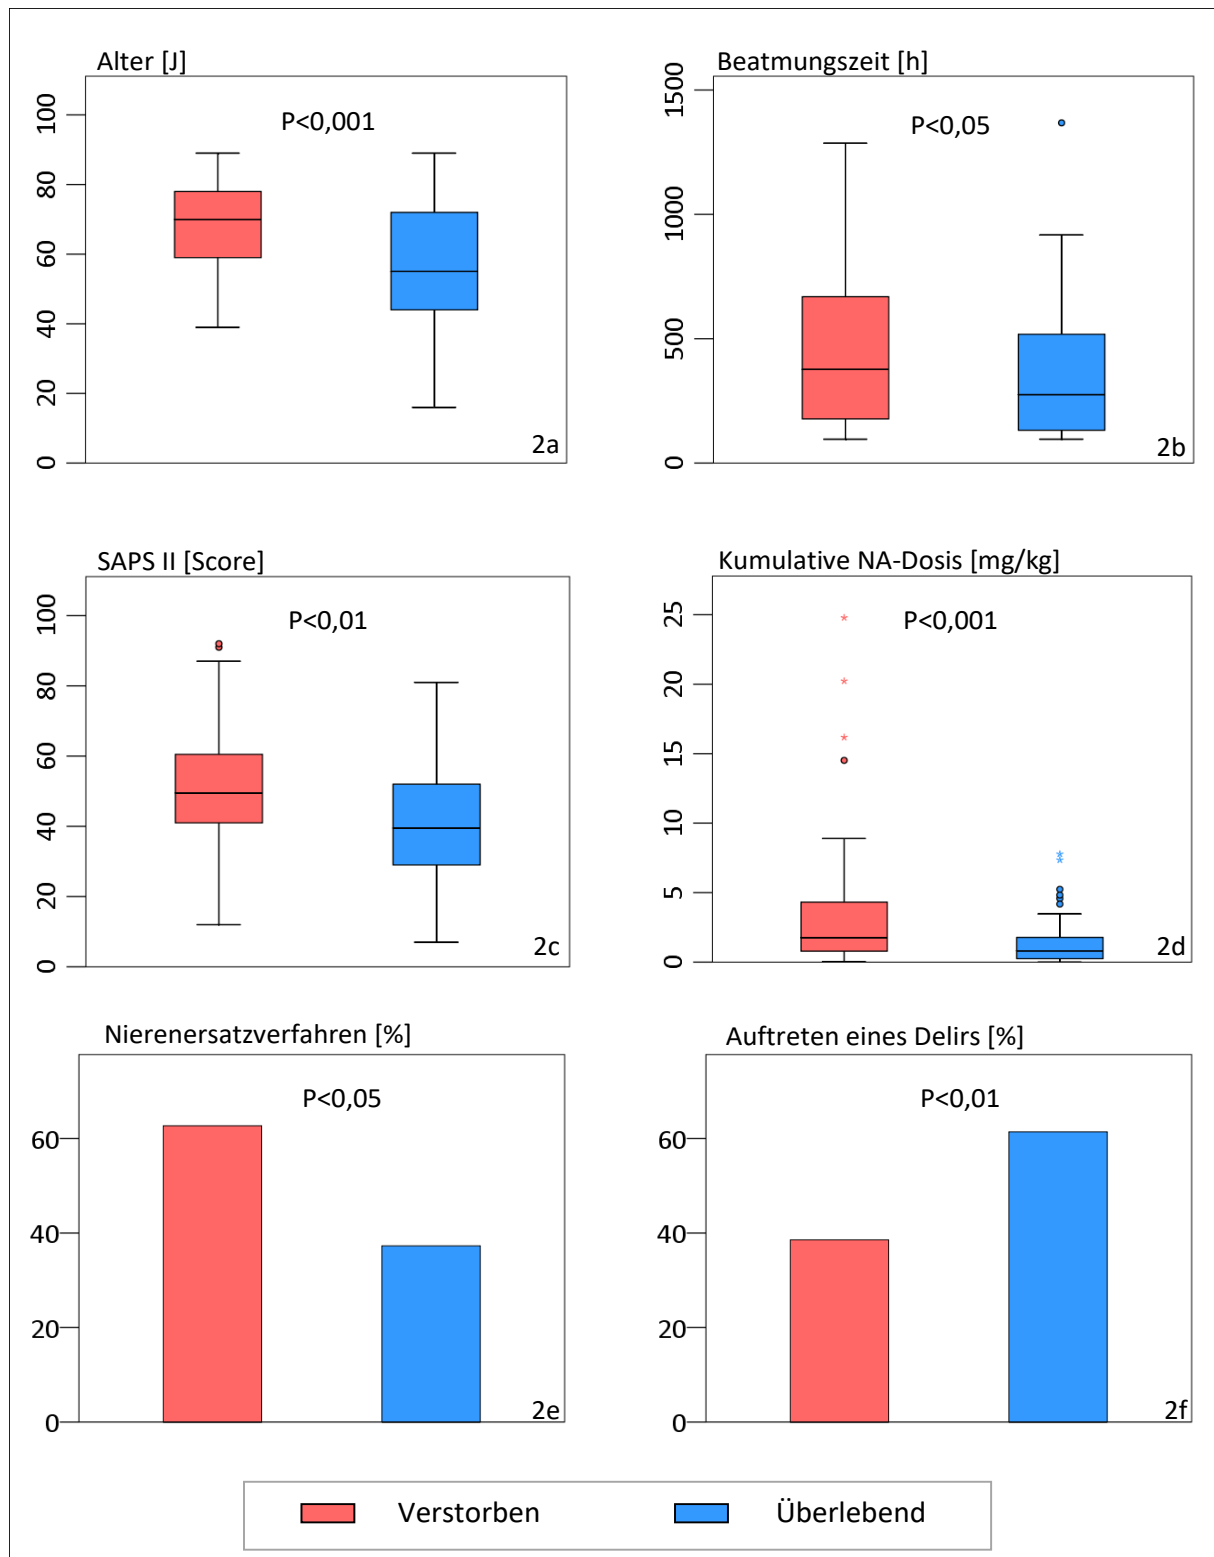 Alter [J]
P<0,001
100
80
60
40
20
0
2a
Beatmungszeit [h]
P<0,05
1500
1000
500
0
2b
SAPS II [Score]
P<0,01
100
80
60
40
20
0
2c
Kumulative NA-Dosis [mg/kg]
P<0,001
25
20
15
10
5
0
2d
Nierenersatzverfahren [%]
P<0,05
60
40
20
0
2e
Auftreten eines Delirs [%]
P<0,01
60
40
20
0
2f
Verstorben
Überlebend